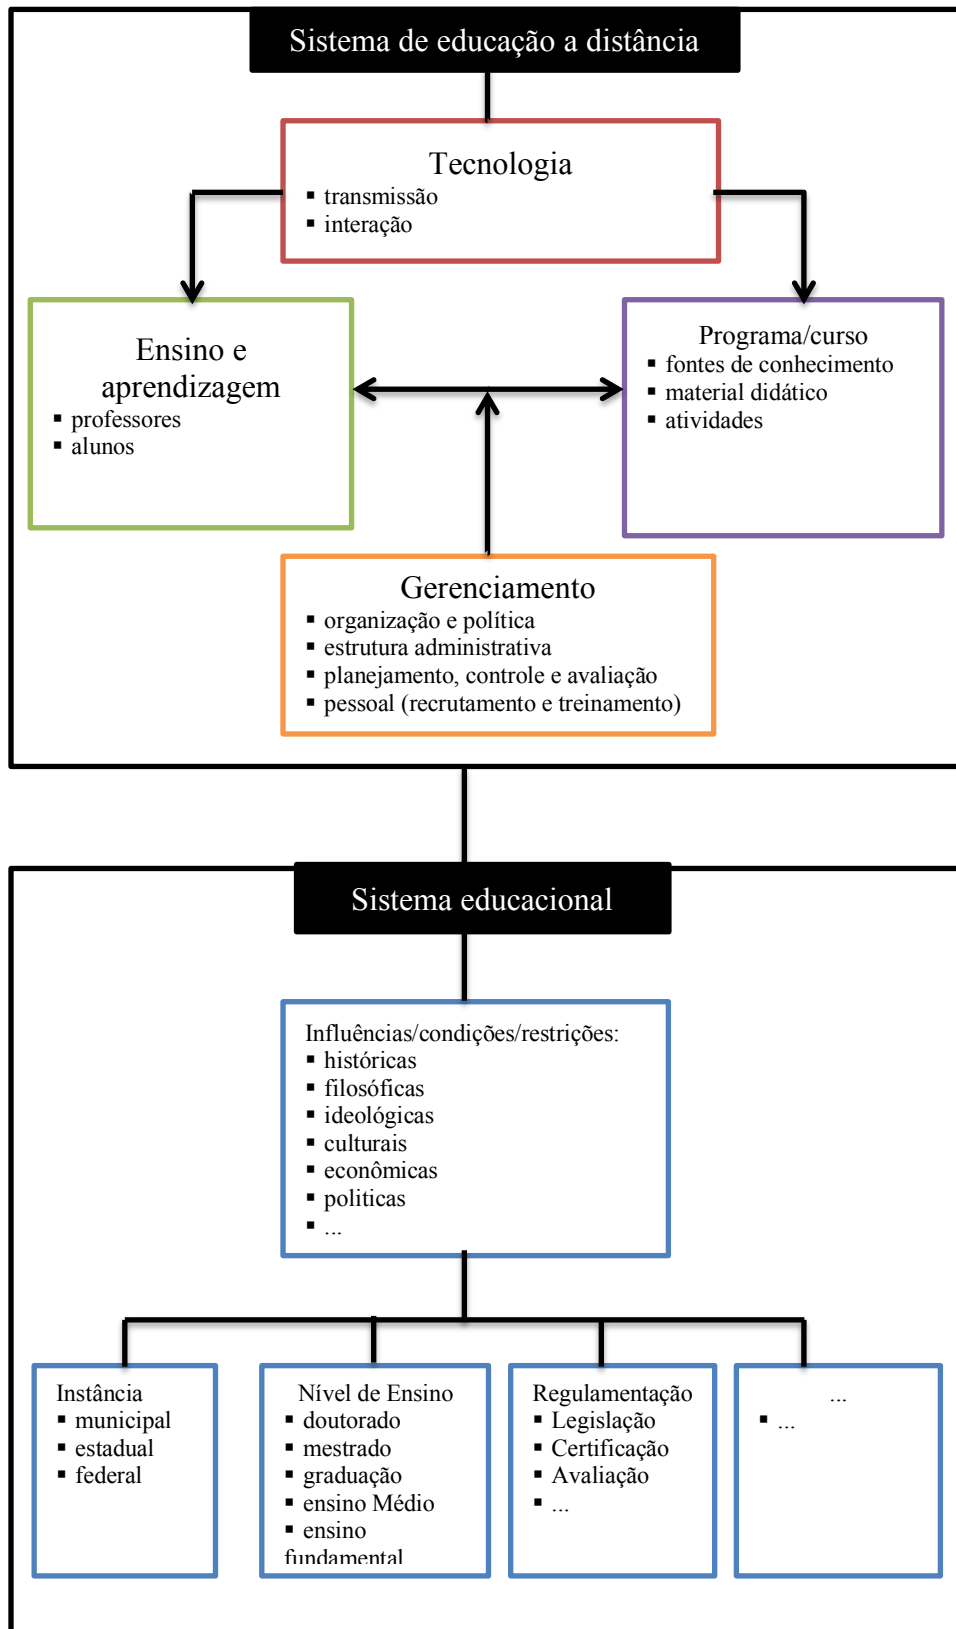 Sistema de educação a distância
Tecnologia
▪ transmissão
▪ interação
Ensino e
aprendizagem
▪ professores
▪ alunos
Programa/curso
▪ fontes de conhecimento
▪ material didático
▪ atividades
Gerenciamento
▪ organização e política
▪ estrutura administrativa
▪ planejamento, controle e avaliação
▪ pessoal (recrutamento e treinamento)
Sistema educacional
Influências/condições/restrições:
▪ históricas
▪ filosóficas
▪ ideológicas
▪ culturais
▪ econômicas
▪ politicas
▪ ...
Instância
▪ municipal
▪ estadual
▪ federal
Nível de Ensino
▪ doutorado
▪ mestrado
▪ graduação
▪ ensino Médio
▪ ensino
fundamental
Regulamentação
▪ Legislação
▪ Certificação
▪ Avaliação
▪ ...
...
▪ ...